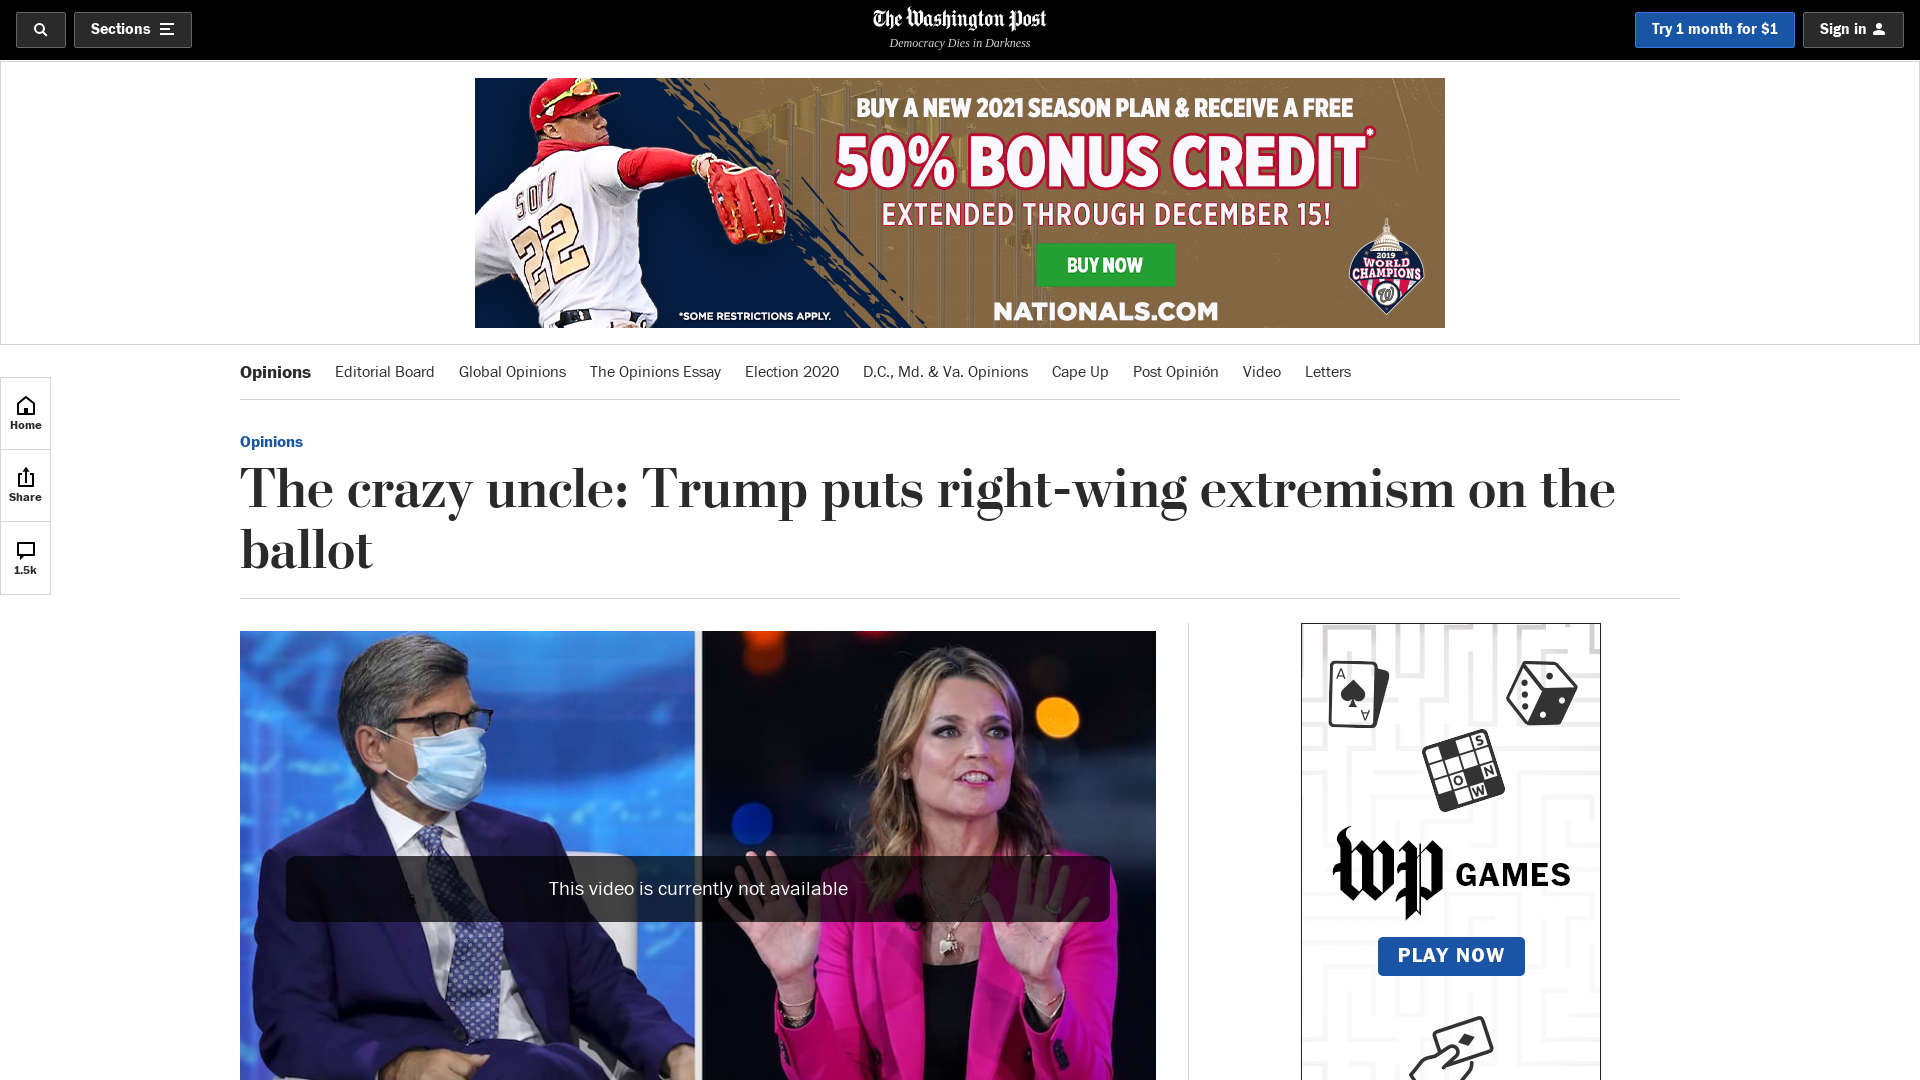 Sections
The Washington Post
Democracy Dies in Darkness
Try 1 month for $1
Sign in
BUY A NEW 2021 SEASON PLAN & RECEIVE A FREE
50% BONUS CREDIT*
EXTENDED THROUGH DECEMBER 15!
BUY NOW
NATIONALS.COM
*SOME RESTRICTIONS APPLY.
SOTO
22
2019
WORLD
CHAMPIONS
W
Opinions
Editorial Board
Global Opinions
The Opinions Essay
Election 2020
D.C., Md. & Va. Opinions
Cape Up
Post Opinión
Video
Letters
Home
Share
1.5k
Opinions
The crazy uncle: Trump puts right-wing extremism on the
ballot
This video is currently not available
A
A
S
O N
W
wp GAMES
PLAY NOW